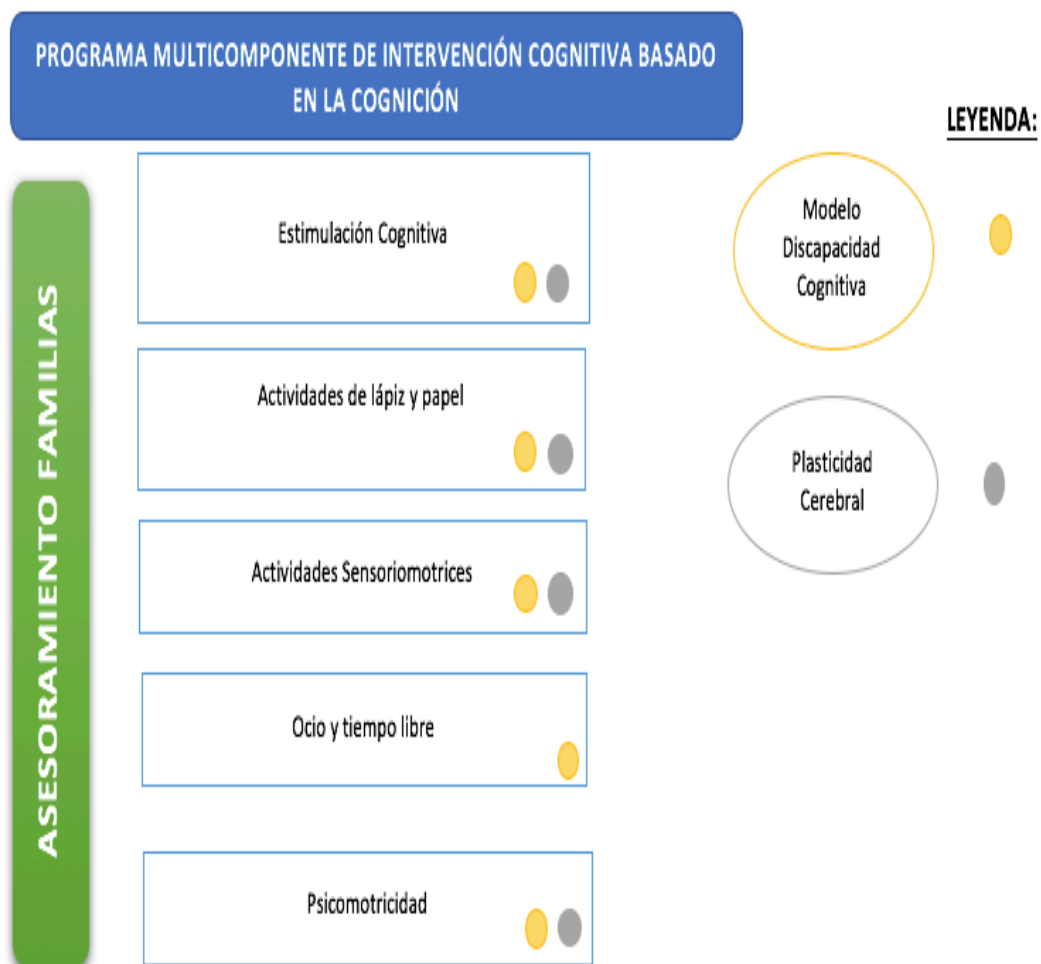 PROGRAMA MULTICOMPONENTE DE INTERVENCIÓN COGNITIVA BASADO
EN LA COGNICIÓN
LEYENDA:
ASESORAMIENTO FAMILIAS
Estimulación Cognitiva
Actividades de lápiz y papel
Actividades Sensoriomotrices
Ocio y tiempo libre
Psicomotricidad
Modelo
Discapacidad
Cognitiva
Plasticidad
Cerebral